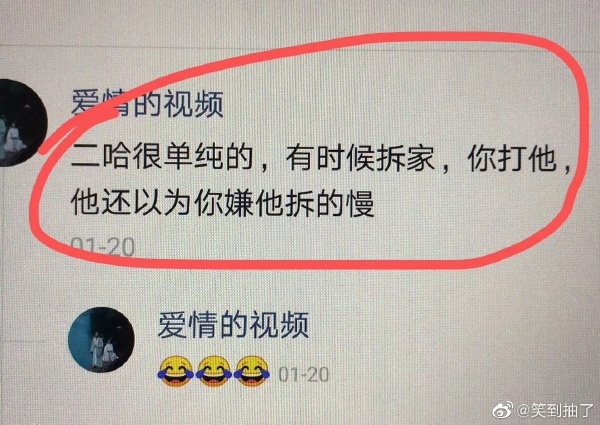 爱情的视频
二哈很单纯的，有时候拆家，你打他，
他还以为你嫌他拆的慢
01-20
爱情的视频
😂😂😂 01-20
@笑到抽了